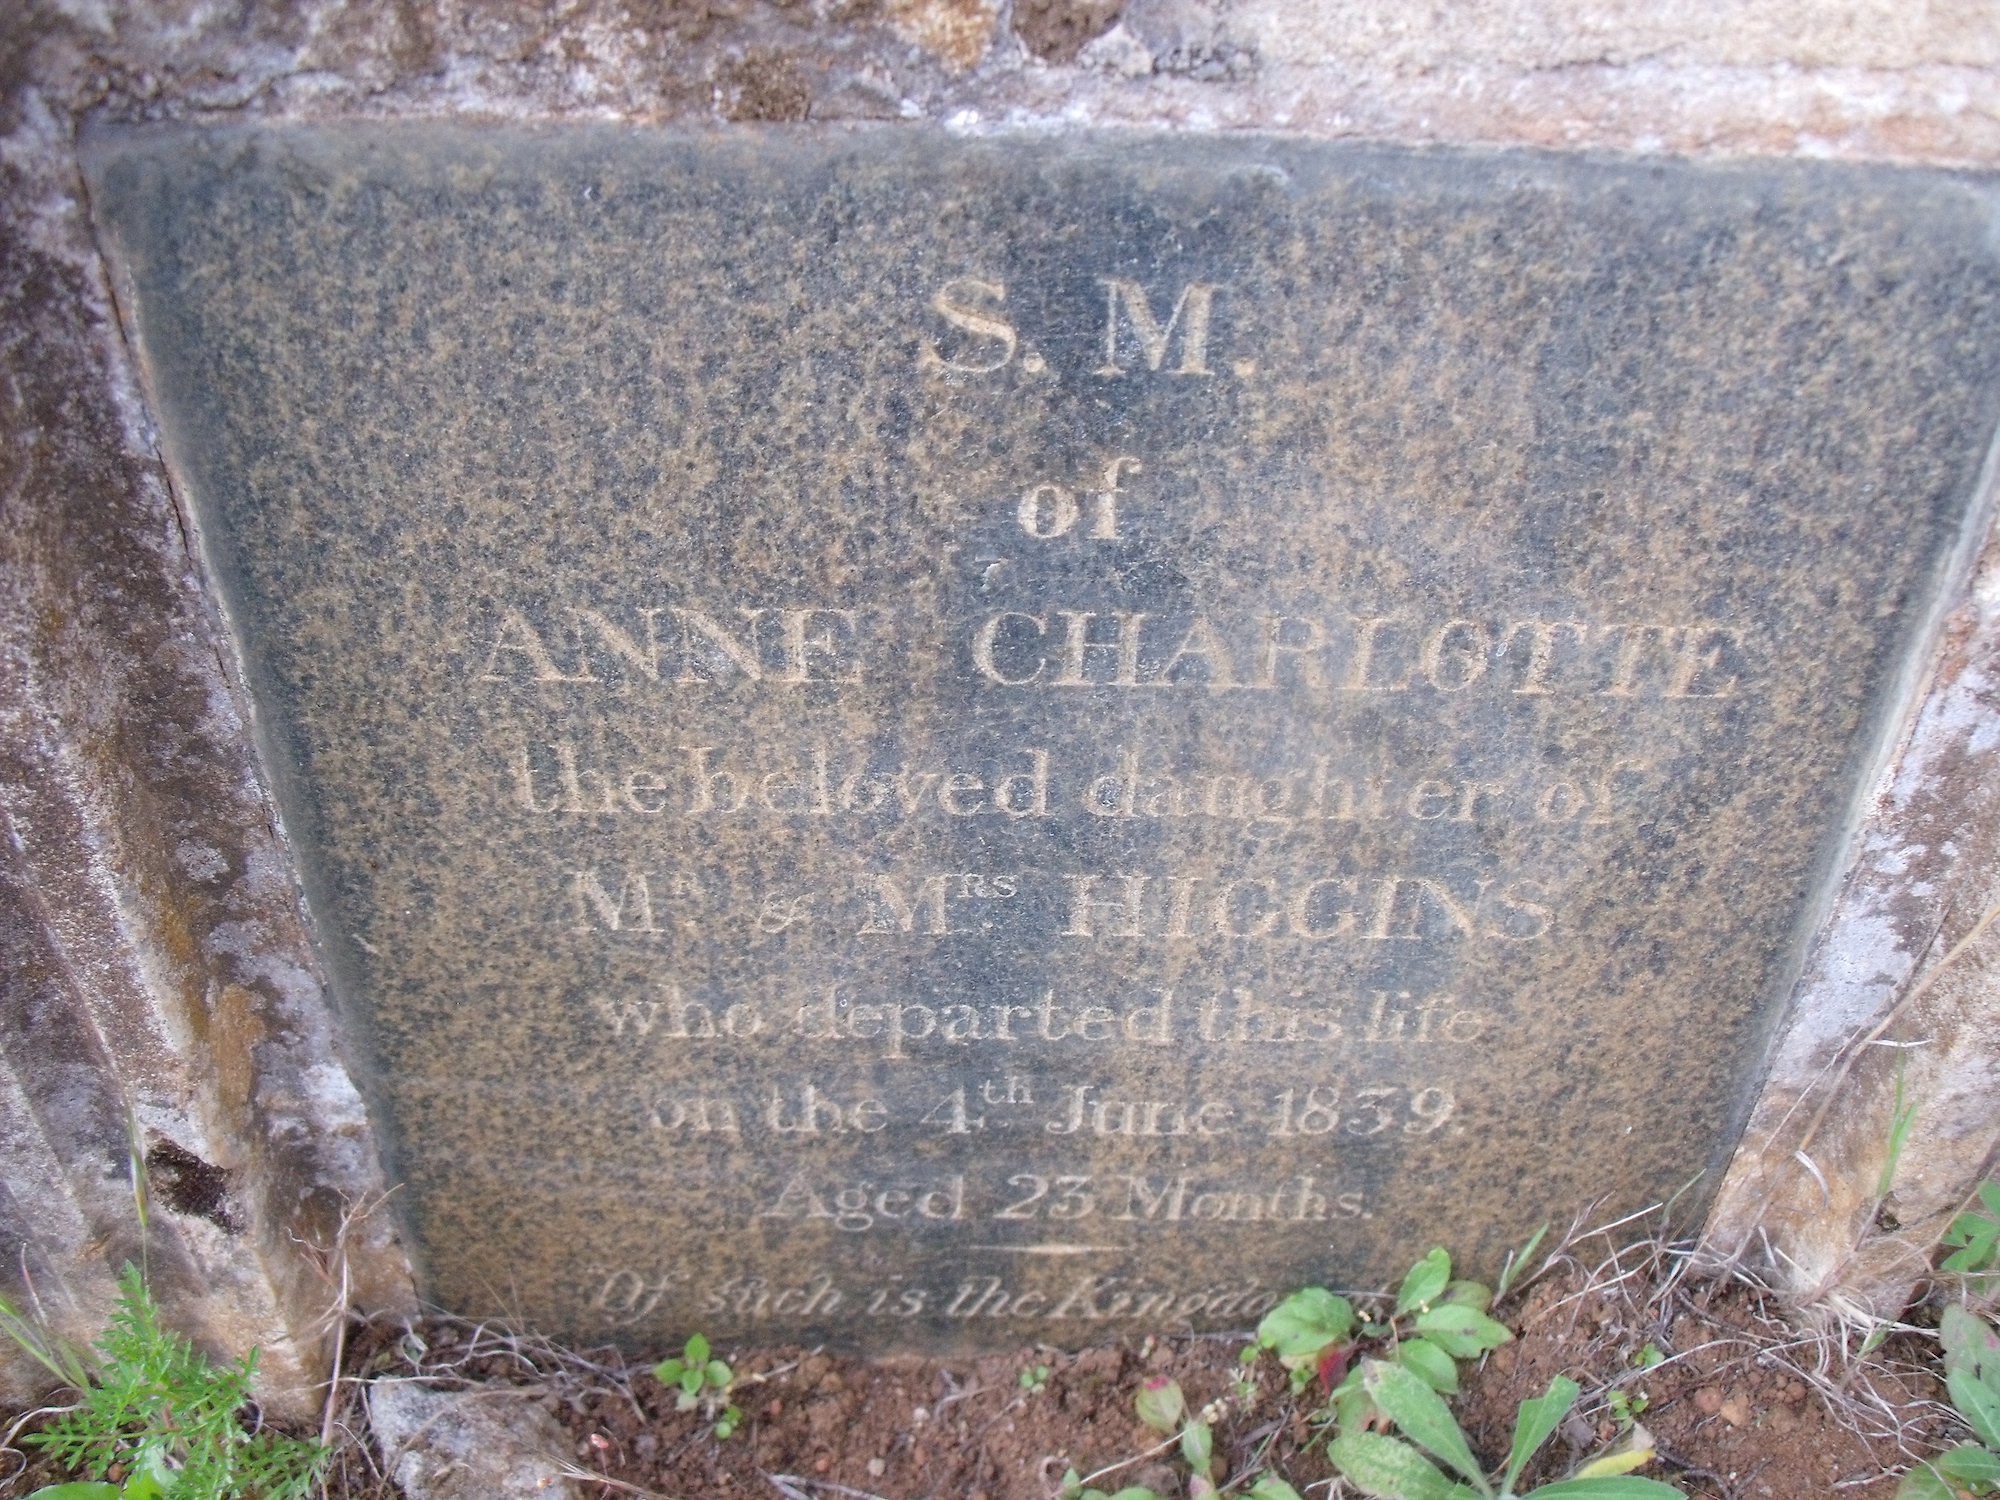 S. M.
of
ANNE CHARLOTTE
the beloved daughter of
MR. & MRS HIGGINS
who departed this life
on the 4th June 1839.
Aged 23 Months.
Of such is the